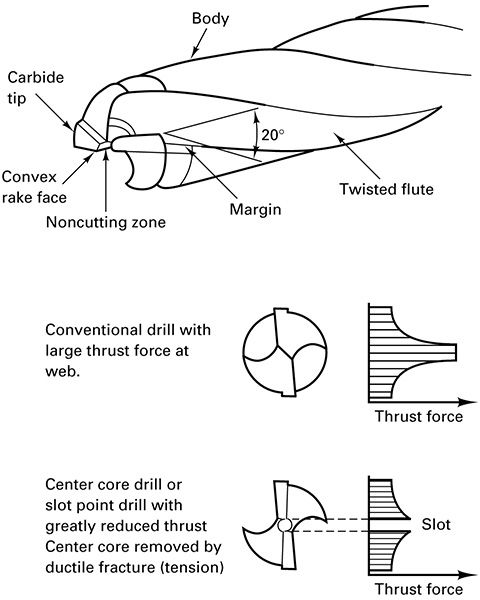 Body
Carbide
tip
20°
Convex
rake face
Twisted flute
Margin
Noncutting zone
Conventional drill with
large thrust force at
web.
Thrust force
Center core drill or
slot point drill with
greatly reduced thrust
Center core removed by
ductile fracture (tension)
Slot
Thrust force